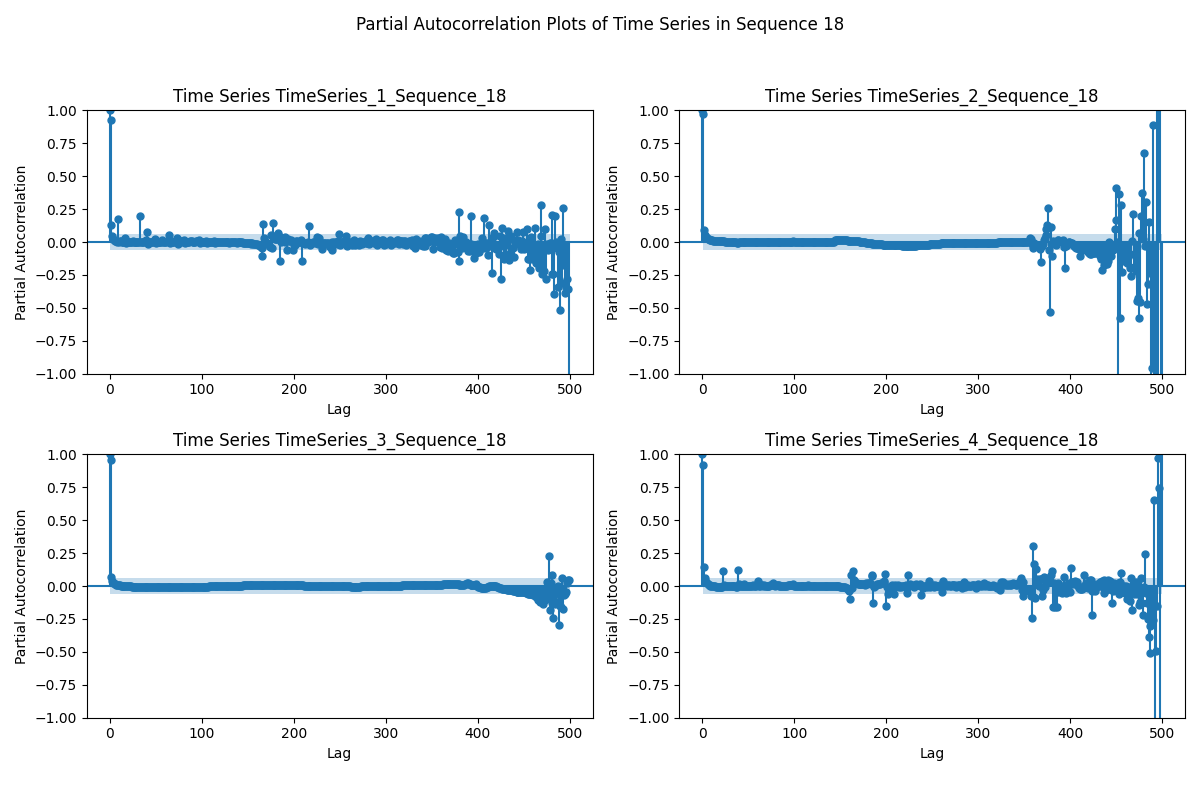 Partial Autocorrelation Plots of Time Series in Sequence 18
Time Series TimeSeries_1_Sequence_18
Partial Autocorrelation
1.00
0.75
0.50
0.25
0.00
−0.25
−0.50
−0.75
−1.00
0 100 200 300 400 500
Lag
Time Series TimeSeries_2_Sequence_18
Partial Autocorrelation
1.00
0.75
0.50
0.25
0.00
−0.25
−0.50
−0.75
−1.00
0 100 200 300 400 500
Lag
Time Series TimeSeries_3_Sequence_18
Partial Autocorrelation
1.00
0.75
0.50
0.25
0.00
−0.25
−0.50
−0.75
−1.00
0 100 200 300 400 500
Lag
Time Series TimeSeries_4_Sequence_18
Partial Autocorrelation
1.00
0.75
0.50
0.25
0.00
−0.25
−0.50
−0.75
−1.00
0 100 200 300 400 500
Lag